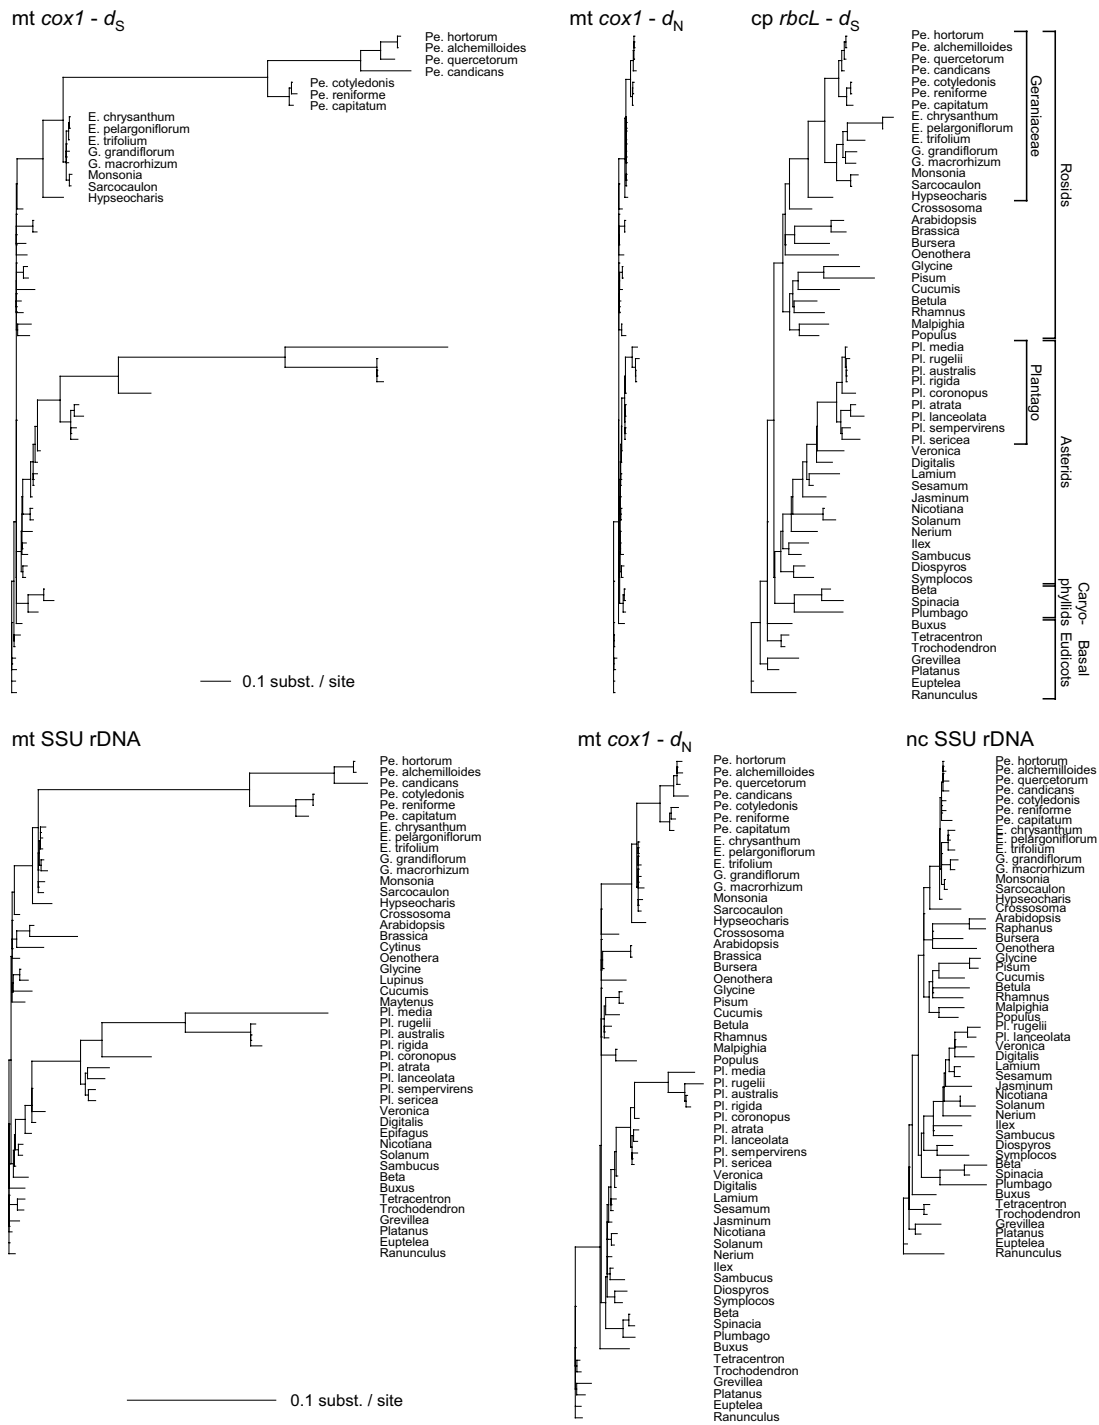 mt cox1 - dS
mt cox1 - dN
cp rbcL - dS
Pe. hortorum
Pe. alchemilloides
Pe. quercetorum
Pe. candicans
Pe. cotyledonis
Pe. reniforme
Pe. capitatum
E. chrysanthum
E. pelargoniflorum
E. trifolium
G. grandiflorum
G. macrorhizum
Monsonia
Sarcocaulon
Hypseocharis
0.1 subst. / site
Pe. hortorum
Pe. alchemilloides
Pe. quercetorum
Pe. candicans
Pe. cotyledonis
Pe. reniforme
Pe. capitatum
E. chrysanthum
E. pelargoniflorum
E. trifolium
G. grandiflorum
G. macrorhizum
Monsonia
Sarcocaulon
Hypseocharis
Crossosoma
Arabidopsis
Brassica
Bursera
Oenothera
Glycine
Pisum
Cucumis
Betula
Rhamnus
Malpighia
Populus
Pl. media
Pl. rugelii
Pl. australis
Pl. rigida
Pl. coronopus
Pl. atrata
Pl. lanceolata
Pl. sempervirens
Pl. sericea
Veronica
Digitalis
Lamium
Sesamum
Jasminum
Nicotiana
Solanum
Nerium
Ilex
Sambucus
Diospyros
Symplocos
Beta
Spinacia
Plumbago
Buxus
Tetracentron
Trochodendron
Grevillea
Platanus
Euptelea
Ranunculus
Geraniaceae
Plantago
Rosids
Asterids
Caryo-
phyllids
Basal
Eudicots
mt SSU rDNA
Pe. hortorum
Pe. alchemilloides
Pe. candicans
Pe. cotyledonis
Pe. reniforme
Pe. capitatum
E. chrysanthum
E. pelargoniflorum
E. trifolium
G. grandiflorum
G. macrorhizum
Monsonia
Sarcocaulon
Hypseocharis
Crossosoma
Arabidopsis
Brassica
Cytinus
Oenothera
Glycine
Lupinus
Cucumis
Maytenus
Pl. media
Pl. rugelii
Pl. australis
Pl. rigida
Pl. coronopus
Pl. atrata
Pl. lanceolata
Pl. sempervirens
Pl. sericea
Veronica
Digitalis
Epifagus
Nicotiana
Solanum
Sambucus
Beta
Buxus
Tetracentron
Trochodendron
Grevillea
Platanus
Euptelea
Ranunculus
0.1 subst. / site
mt cox1 - dN
Pe. hortorum
Pe. alchemilloides
Pe. quercetorum
Pe. candicans
Pe. cotyledonis
Pe. reniforme
Pe. capitatum
E. chrysanthum
E. pelargoniflorum
E. trifolium
G. grandiflorum
G. macrorhizum
Monsonia
Sarcocaulon
Hypseocharis
Crossosoma
Arabidopsis
Brassica
Bursera
Oenothera
Glycine
Pisum
Cucumis
Betula
Rhamnus
Malpighia
Populus
Pl. media
Pl. rugelii
Pl. australis
Pl. rigida
Pl. coronopus
Pl. atrata
Pl. lanceolata
Pl. sempervirens
Pl. sericea
Veronica
Digitalis
Lamium
Sesamum
Jasminum
Nicotiana
Solanum
Nerium
Ilex
Sambucus
Diospyros
Symplocos
Beta
Spinacia
Plumbago
Buxus
Tetracentron
Trochodendron
Grevillea
Platanus
Euptelea
Ranunculus
nc SSU rDNA
Pe. hortorum
Pe. alchemilloides
Pe. quercetorum
Pe. candicans
Pe. cotyledonis
Pe. reniforme
Pe. capitatum
E. chrysanthum
E. pelargoniflorum
E. trifolium
G. grandiflorum
G. macrorhizum
Monsonia
Sarcocaulon
Hypseocharis
Crossosoma
Arabidopsis
Raphanus
Bursera
Oenothera
Glycine
Pisum
Cucumis
Betula
Rhamnus
Malpighia
Populus
Pl. rugelii
Pl. lanceolata
Veronica
Digitalis
Lamium
Sesamum
Jasminum
Nicotiana
Solanum
Nerium
Ilex
Sambucus
Diospyros
Symplocos
Beta
Spinacia
Plumbago
Buxus
Tetracentron
Trochodendron
Grevillea
Platanus
Euptelea
Ranunculus